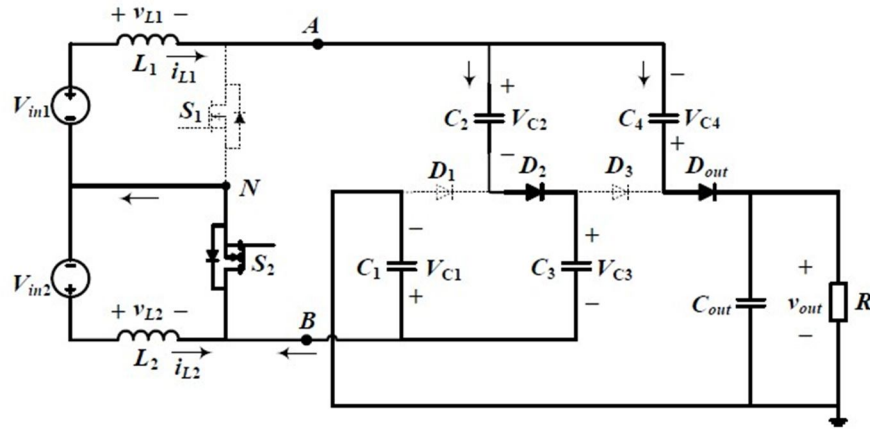 + vL1 −
A
L1
iL1
Vin1
+
−
S1
+
C2
VC2
−
−
C4
VC4
+
D1
D2
D3
Dout
N
−
C1
VC1
+
+
C3
VC3
−
S2
Vin2
−
+
+ vL2 −
B
L2
iL2
Cout
+
vout
−
R